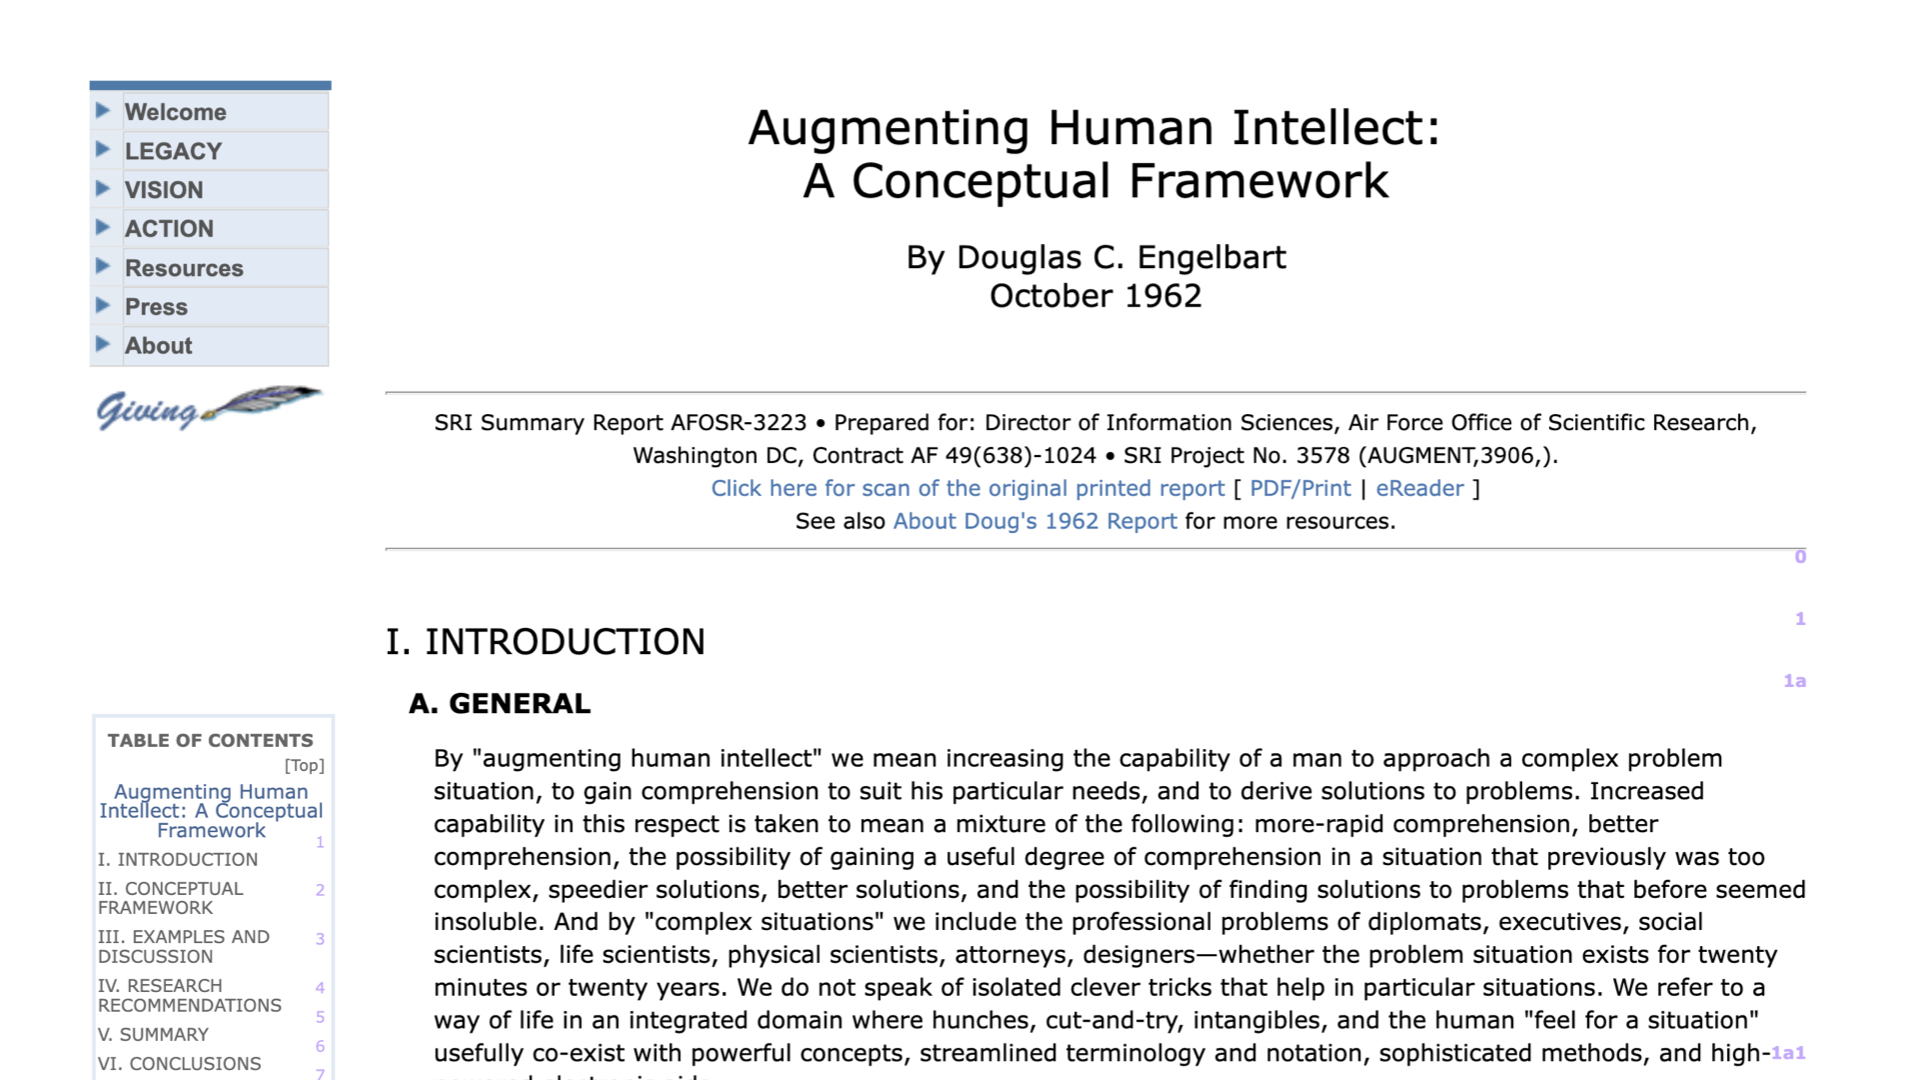 Welcome
LEGACY
VISION
ACTION
Resources
Press
About
Giving
Augmenting Human Intellect:
A Conceptual Framework
By Douglas C. Engelbart
October 1962
SRI Summary Report AFOSR-3223 • Prepared for: Director of Information Sciences, Air Force Office of Scientific Research,
Washington DC, Contract AF 49(638)-1024 • SRI Project No. 3578 (AUGMENT,3906,).
Click here for scan of the original printed report [ PDF/Print | eReader ]
See also About Doug's 1962 Report for more resources.
0
1
I. INTRODUCTION
1a
A. GENERAL
By "augmenting human intellect" we mean increasing the capability of a man to approach a complex problem
situation, to gain comprehension to suit his particular needs, and to derive solutions to problems. Increased
capability in this respect is taken to mean a mixture of the following: more-rapid comprehension, better
comprehension, the possibility of gaining a useful degree of comprehension in a situation that previously was too
complex, speedier solutions, better solutions, and the possibility of finding solutions to problems that before seemed
insoluble. And by "complex situations" we include the professional problems of diplomats, executives, social
scientists, life scientists, physical scientists, attorneys, designers—whether the problem situation exists for twenty
minutes or twenty years. We do not speak of isolated clever tricks that help in particular situations. We refer to a
way of life in an integrated domain where hunches, cut-and-try, intangibles, and the human "feel for a situation"
usefully co-exist with powerful concepts, streamlined terminology and notation, sophisticated methods, and high-1a1
TABLE OF CONTENTS
[Top]
Augmenting Human
Intellect: A Conceptual
Framework
1
I. INTRODUCTION
II. CONCEPTUAL 2
FRAMEWORK
III. EXAMPLES AND 3
DISCUSSION
IV. RESEARCH 4
RECOMMENDATIONS
5
V. SUMMARY
6
VI. CONCLUSIONS
7